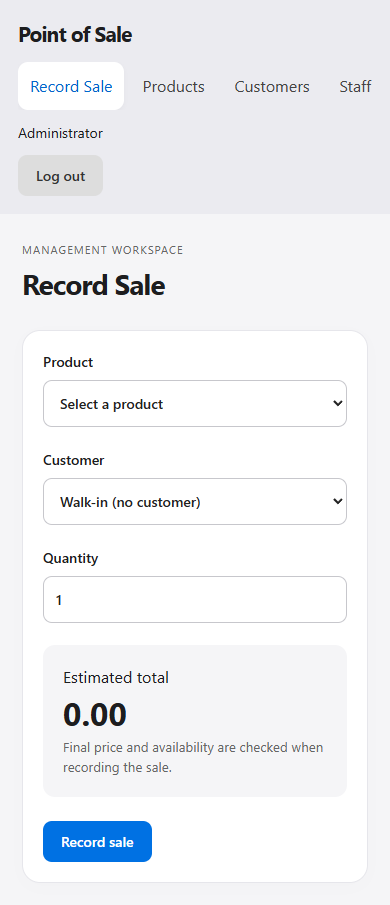 Point of Sale
Record Sale Products Customers Staff
Administrator
Log out
MANAGEMENT WORKSPACE
Record Sale
Product
Select a product
Customer
Walk-in (no customer)
Quantity
1
Estimated total
0.00
Final price and availability are checked when
recording the sale.
Record sale